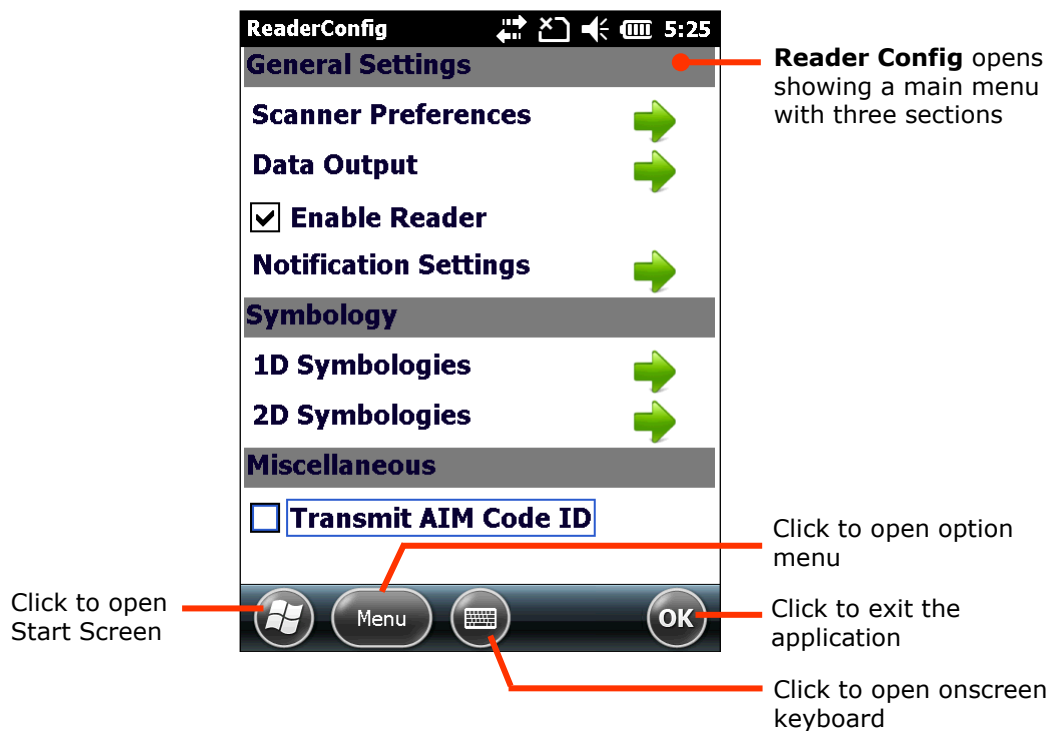 ReaderConfig 5:25
General Settings
Scanner Preferences
Data Output
Enable Reader
Notification Settings
Symbology
1D Symbologies
2D Symbologies
Miscellaneous
Transmit AIM Code ID
Menu
OK
Reader Config opens
showing a main menu
with three sections
Click to open option
menu
Click to open
Start Screen
Click to exit the
application
Click to open onscreen
keyboard